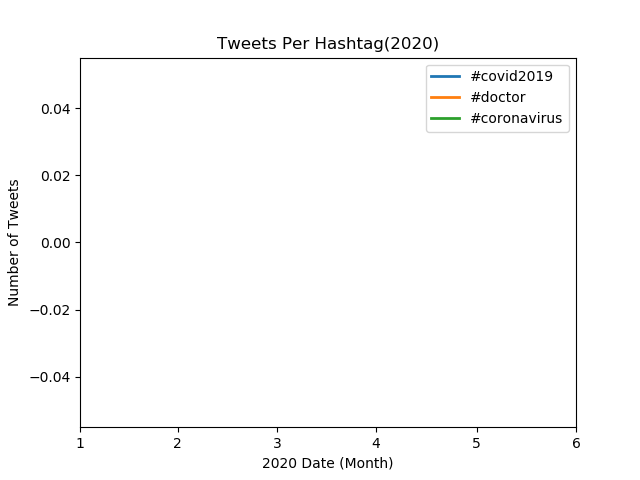 Tweets Per Hashtag(2020)
#covid2019
#doctor
#coronavirus
0.04
0.02
0.00
−0.02
−0.04
Number of Tweets
1 2 3 4 5 6
2020 Date (Month)